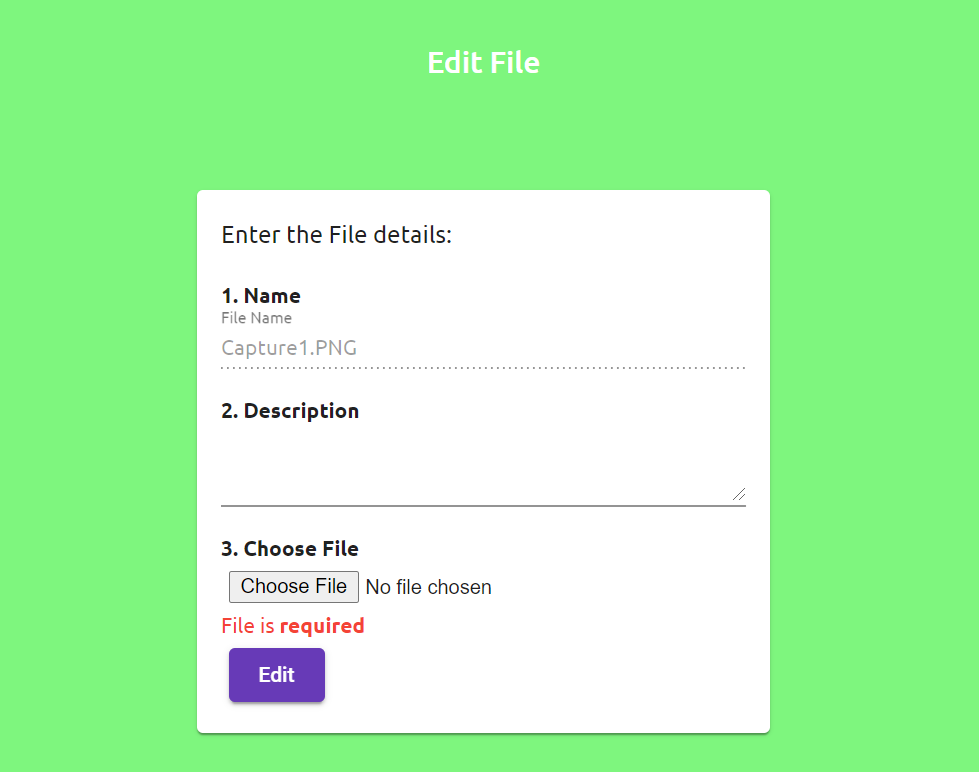 Edit File
Enter the File details:
1. Name
File Name
Capture1.PNG
2. Description
3. Choose File
Choose File No file chosen
File is required
Edit